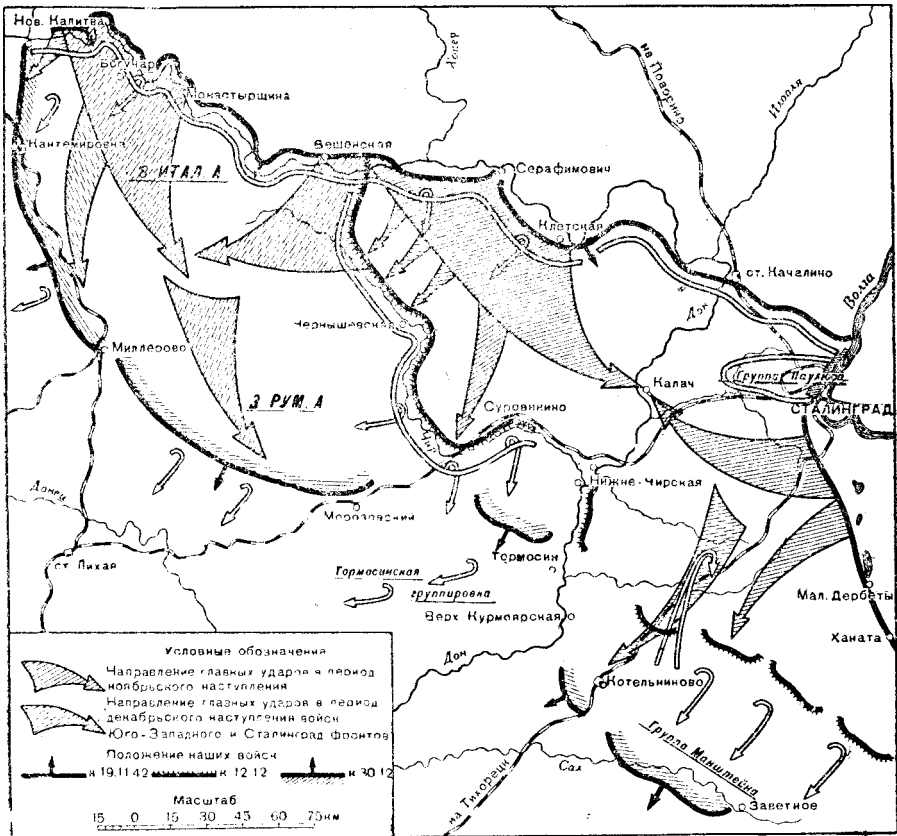 Нов. Калитва
Богучар
Монастырщина
Кантемировка
8 ИТАЛ А
Вешенская
Хопер
на Поворино
Иловля
Серафимович
Клетская
ст. Качалино
Волга
Дон
Чернышевская
Миллерово
3 РУМ. А
Калач
Группа Паулюса
СТАЛИНГРАД
Суровикино
Чир
Нижне-Чирская
Донец
Морозовский
ст. Лихая
Тормосин
Тормосинская
группировка
Верх Курмоярская
Мал. Дербеты
Ханата
Дон
Котельниково
Группа Манштейна
Сал
на Тихорецк
Заветное
Условные обозначения
Направление главных ударов в период
ноябрьского наступления
Направление главных ударов в период
декабрьского наступления войск
Юго-Западного и Сталинград фронтов
Положение наших войск
к 19.11.42 к 12.12 к 30.12
Масштаб
15 0 15 30 45 60 75 км